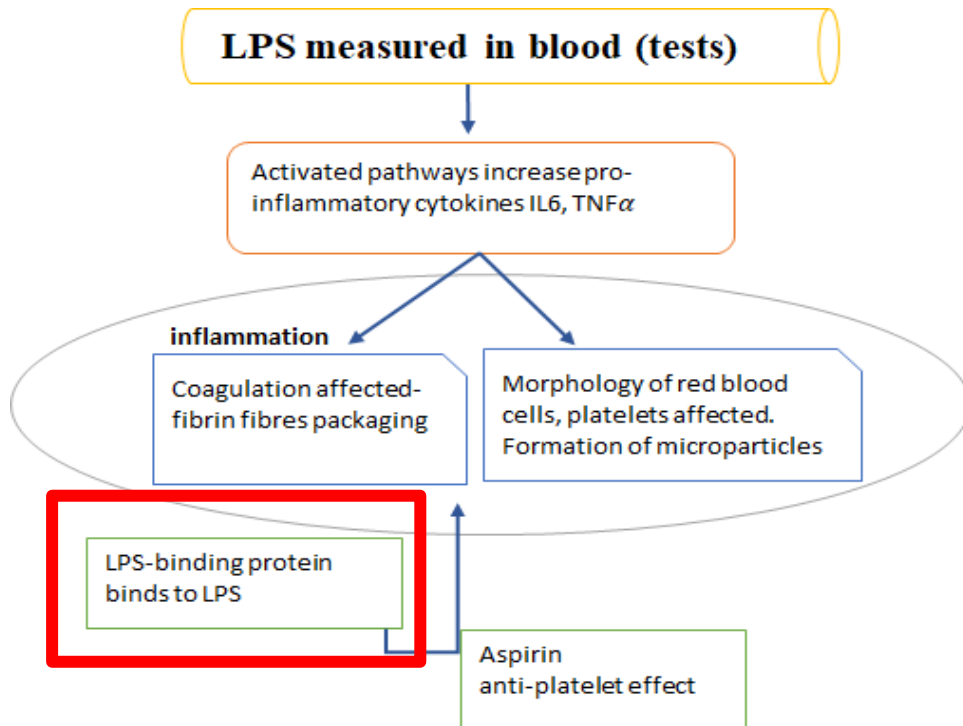 LPS measured in blood (tests)
Activated pathways increase pro-
inflammatory cytokines IL6, TNFα
inflammation
Coagulation affected-
fibrin fibres packaging
Morphology of red blood
cells, platelets affected.
Formation of microparticles
LPS-binding protein
binds to LPS
Aspirin
anti-platelet effect